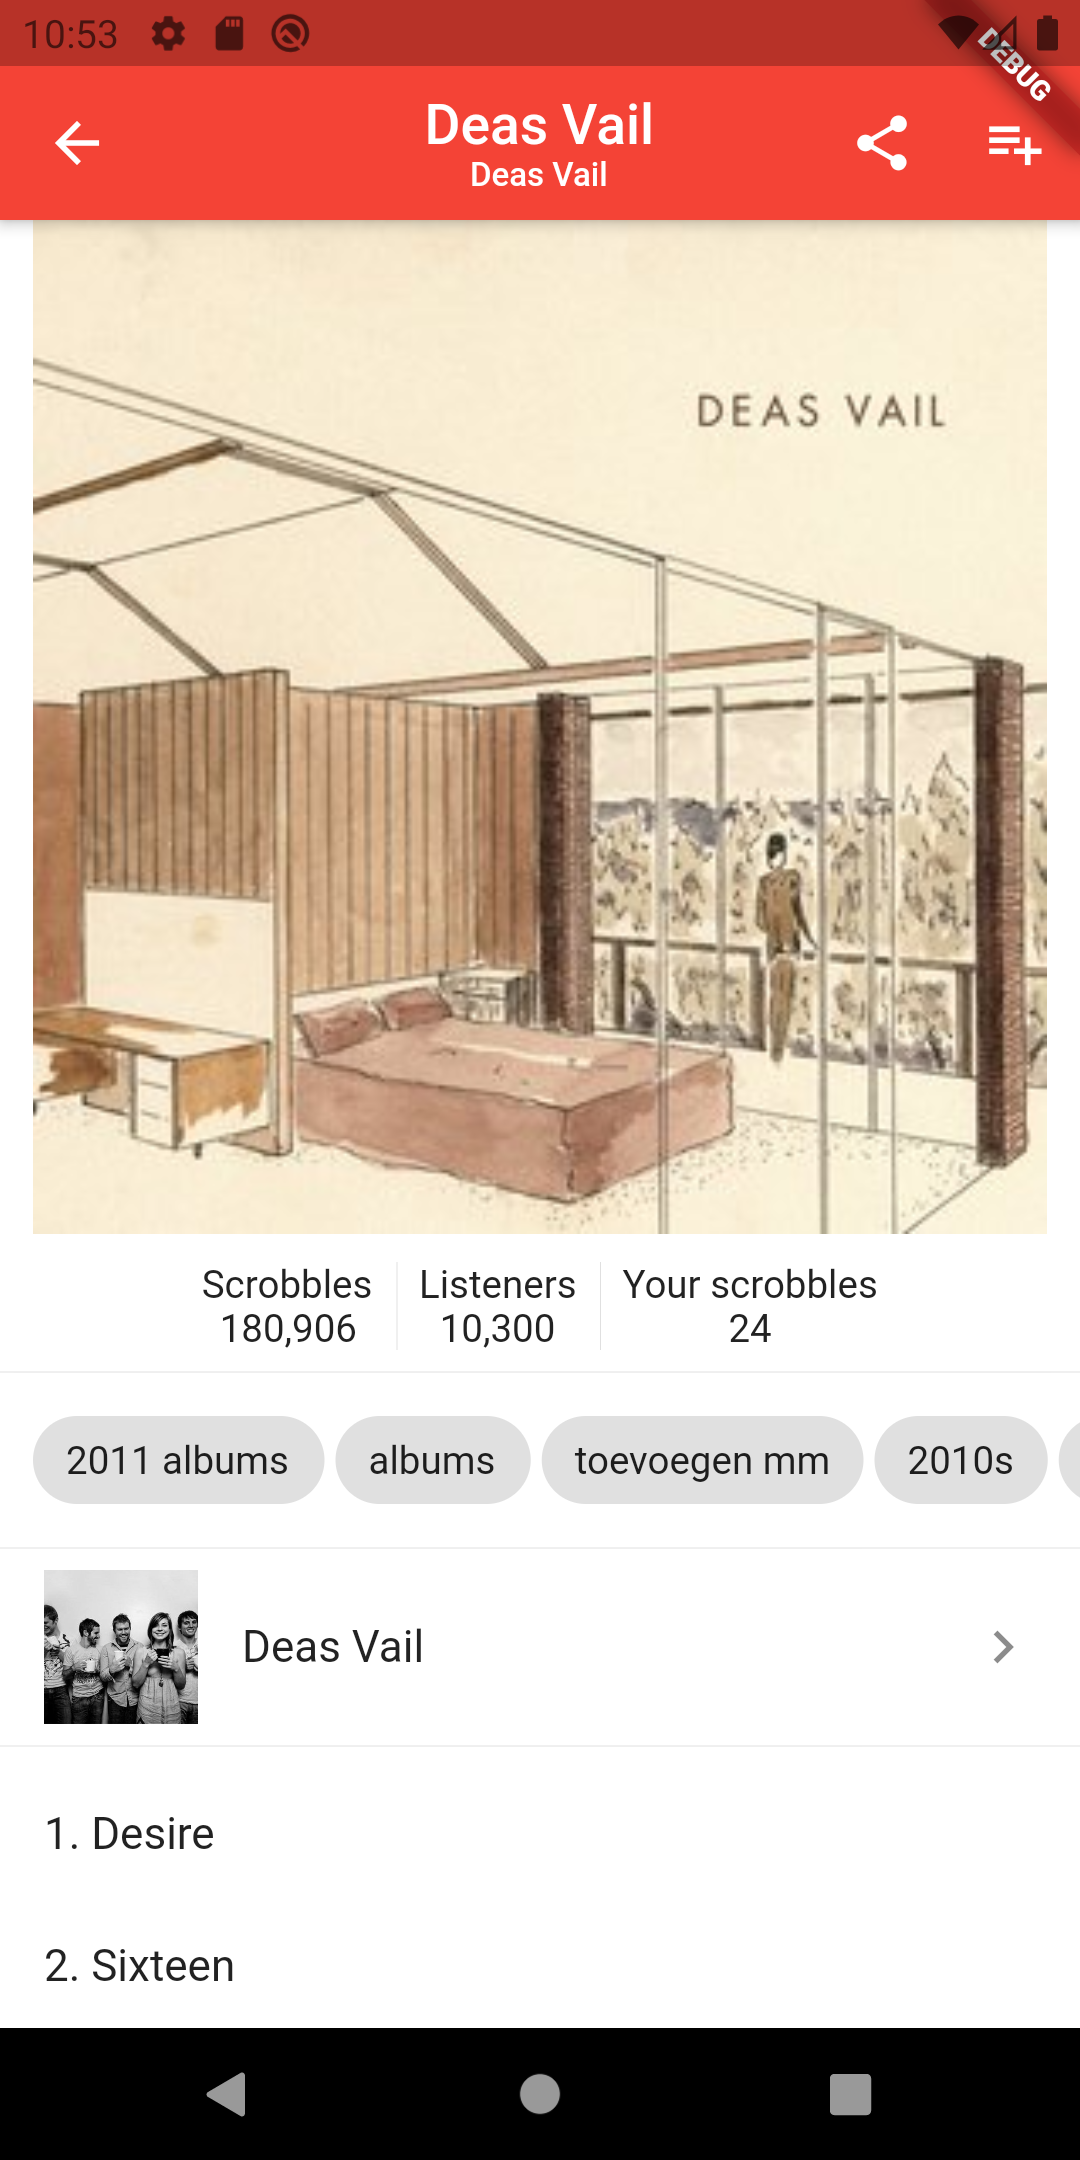 10:53
DEBUG
Deas Vail
Deas Vail
DEAS VAIL
Scrobbles
180,906
Listeners
10,300
Your scrobbles
24
2011 albums
albums
toevoegen mm
2010s
Deas Vail
1. Desire
2. Sixteen